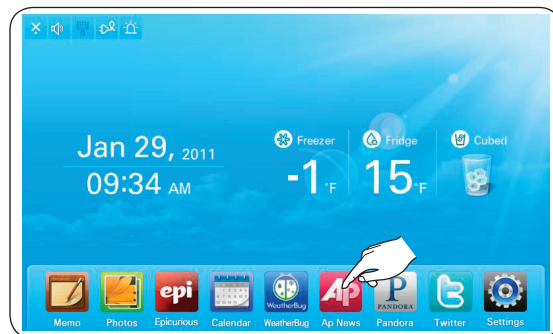 Freezer Fridge Cubed
Jan 29, 2011
-1 °F 15 °F
09:34 AM
epi WeatherBug AP P PANDORA
Memo Photos Epicurious Calendar WeatherBug Ap News Pandora Twitter Settings